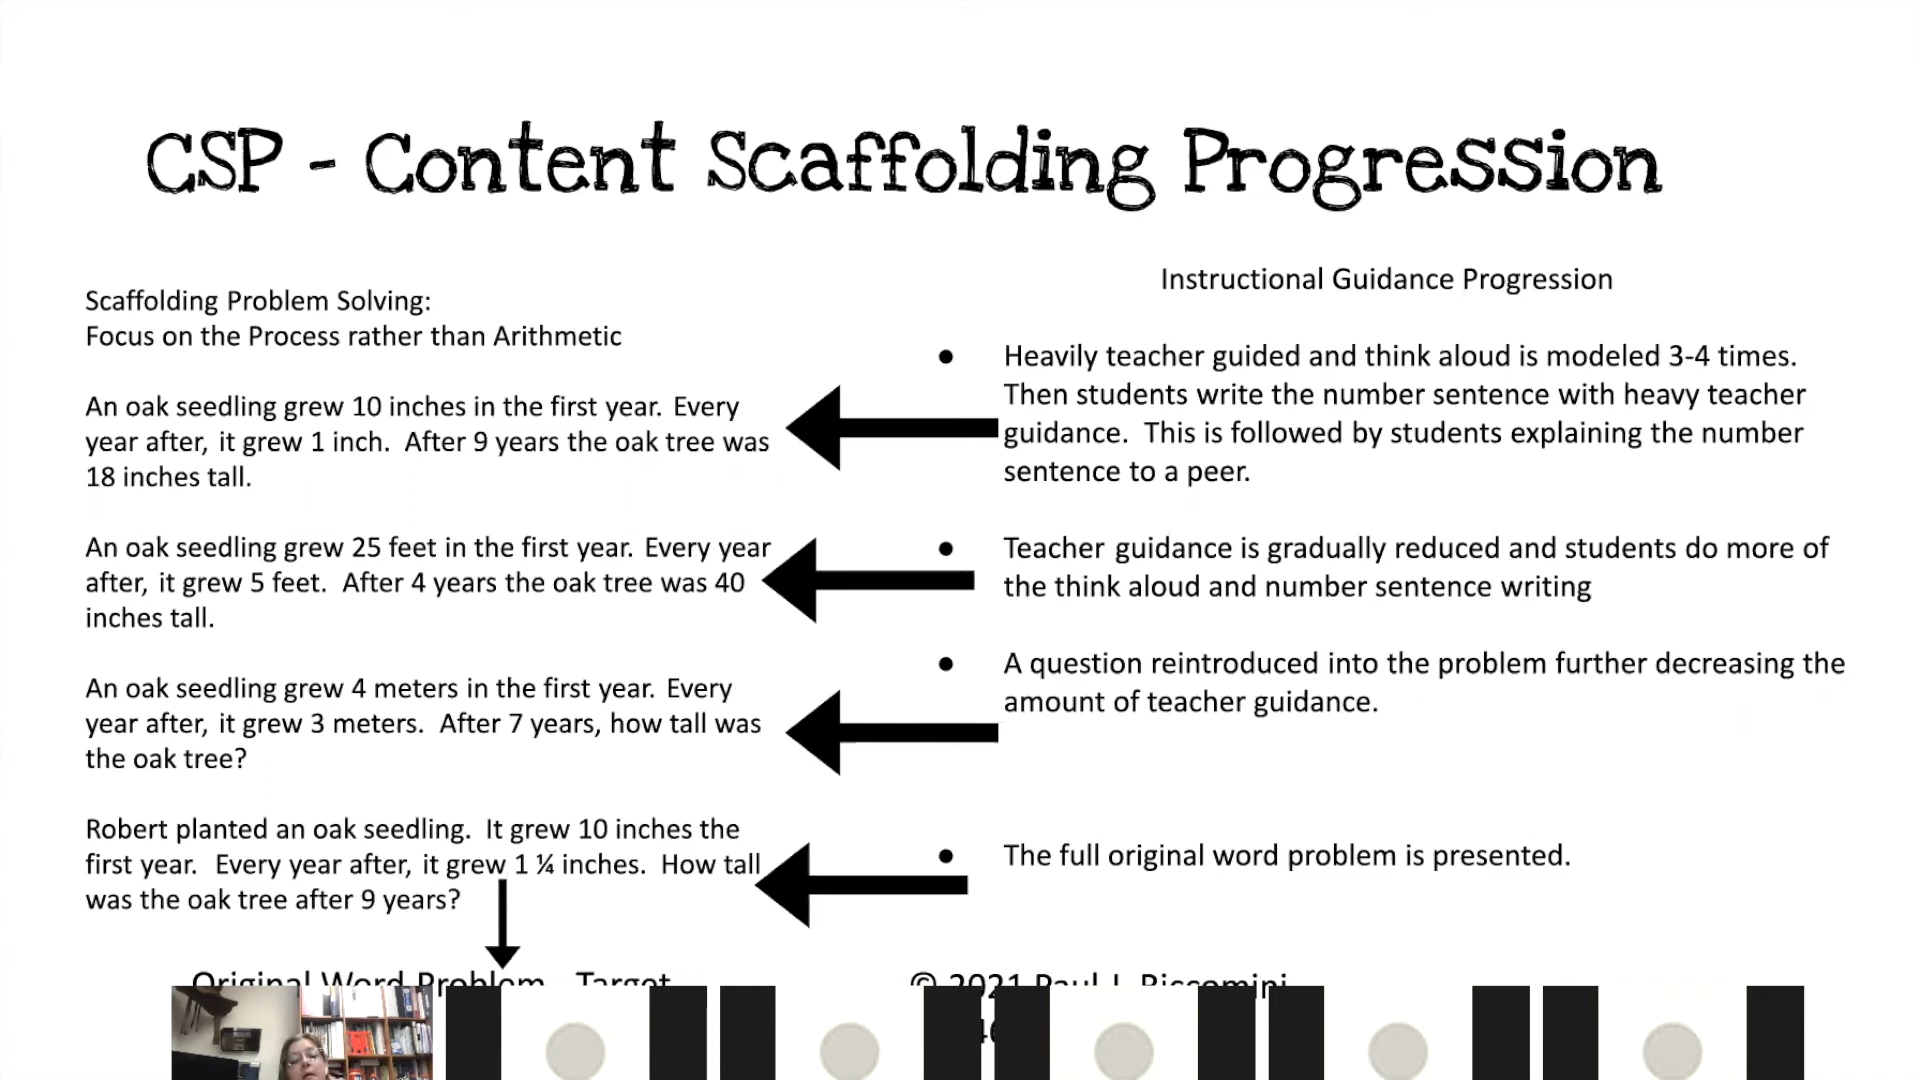 CSP - Content Scaffolding Progression
Scaffolding Problem Solving:
Focus on the Process rather than Arithmetic
An oak seedling grew 10 inches in the first year. Every
year after, it grew 1 inch. After 9 years the oak tree was
18 inches tall.
An oak seedling grew 25 feet in the first year. Every year
after, it grew 5 feet. After 4 years the oak tree was 40
inches tall.
An oak seedling grew 4 meters in the first year. Every
year after, it grew 3 meters. After 7 years, how tall was
the oak tree?
Robert planted an oak seedling. It grew 10 inches the
first year. Every year after, it grew 1 ¼ inches. How tall
was the oak tree after 9 years?
Original Word Problem - Target
Instructional Guidance Progression
• Heavily teacher guided and think aloud is modeled 3-4 times.
Then students write the number sentence with heavy teacher
guidance. This is followed by students explaining the number
sentence to a peer.
• Teacher guidance is gradually reduced and students do more of
the think aloud and number sentence writing
• A question reintroduced into the problem further decreasing the
amount of teacher guidance.
• The full original word problem is presented.
© 2021 Paul J. Riccomini